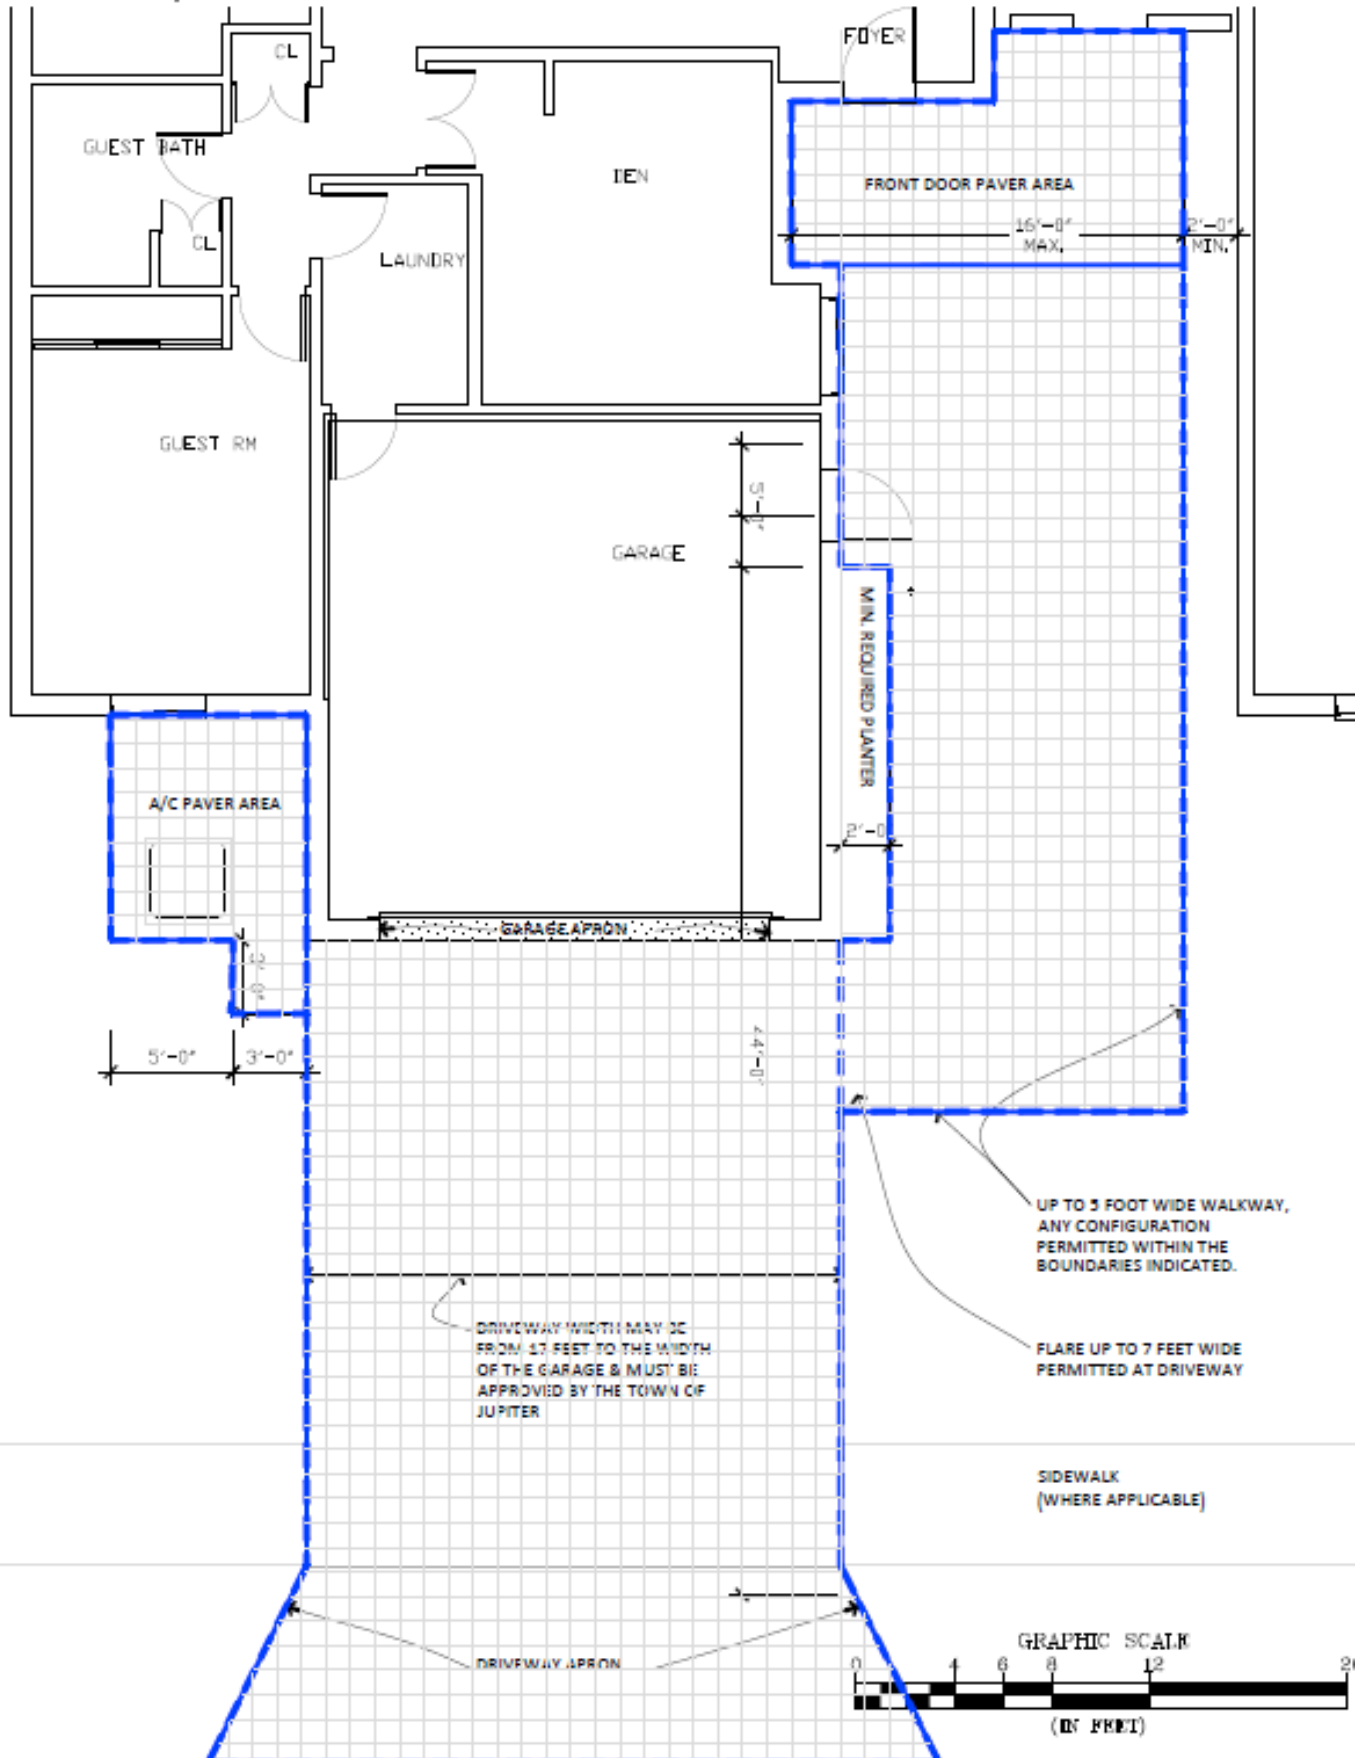 CL
FOYER
GUEST BATH
DEN
FRONT DOOR PAVER AREA
16'-0"
MAX.
2'-0"
MIN.
CL
LAUNDRY
GUEST RM
5'-0"
GARAGE
MIN. REQUIRED PLANTER
A/C PAVER AREA
2'-0
GARAGE APRON
5'-0"
3'-0"
44'-0"
UP TO 5 FOOT WIDE WALKWAY,
ANY CONFIGURATION
PERMITTED WITHIN THE
BOUNDARIES INDICATED.
DRIVEWAY WIDTH MAY BE
FROM 17 FEET TO THE WIDTH
OF THE GARAGE & MUST BE
APPROVED BY THE TOWN OF
JUPITER
FLARE UP TO 7 FEET WIDE
PERMITTED AT DRIVEWAY
SIDEWALK
(WHERE APPLICABLE)
DRIVEWAY APRON
GRAPHIC SCALE
0 4 6 8 12
(IN FEET)